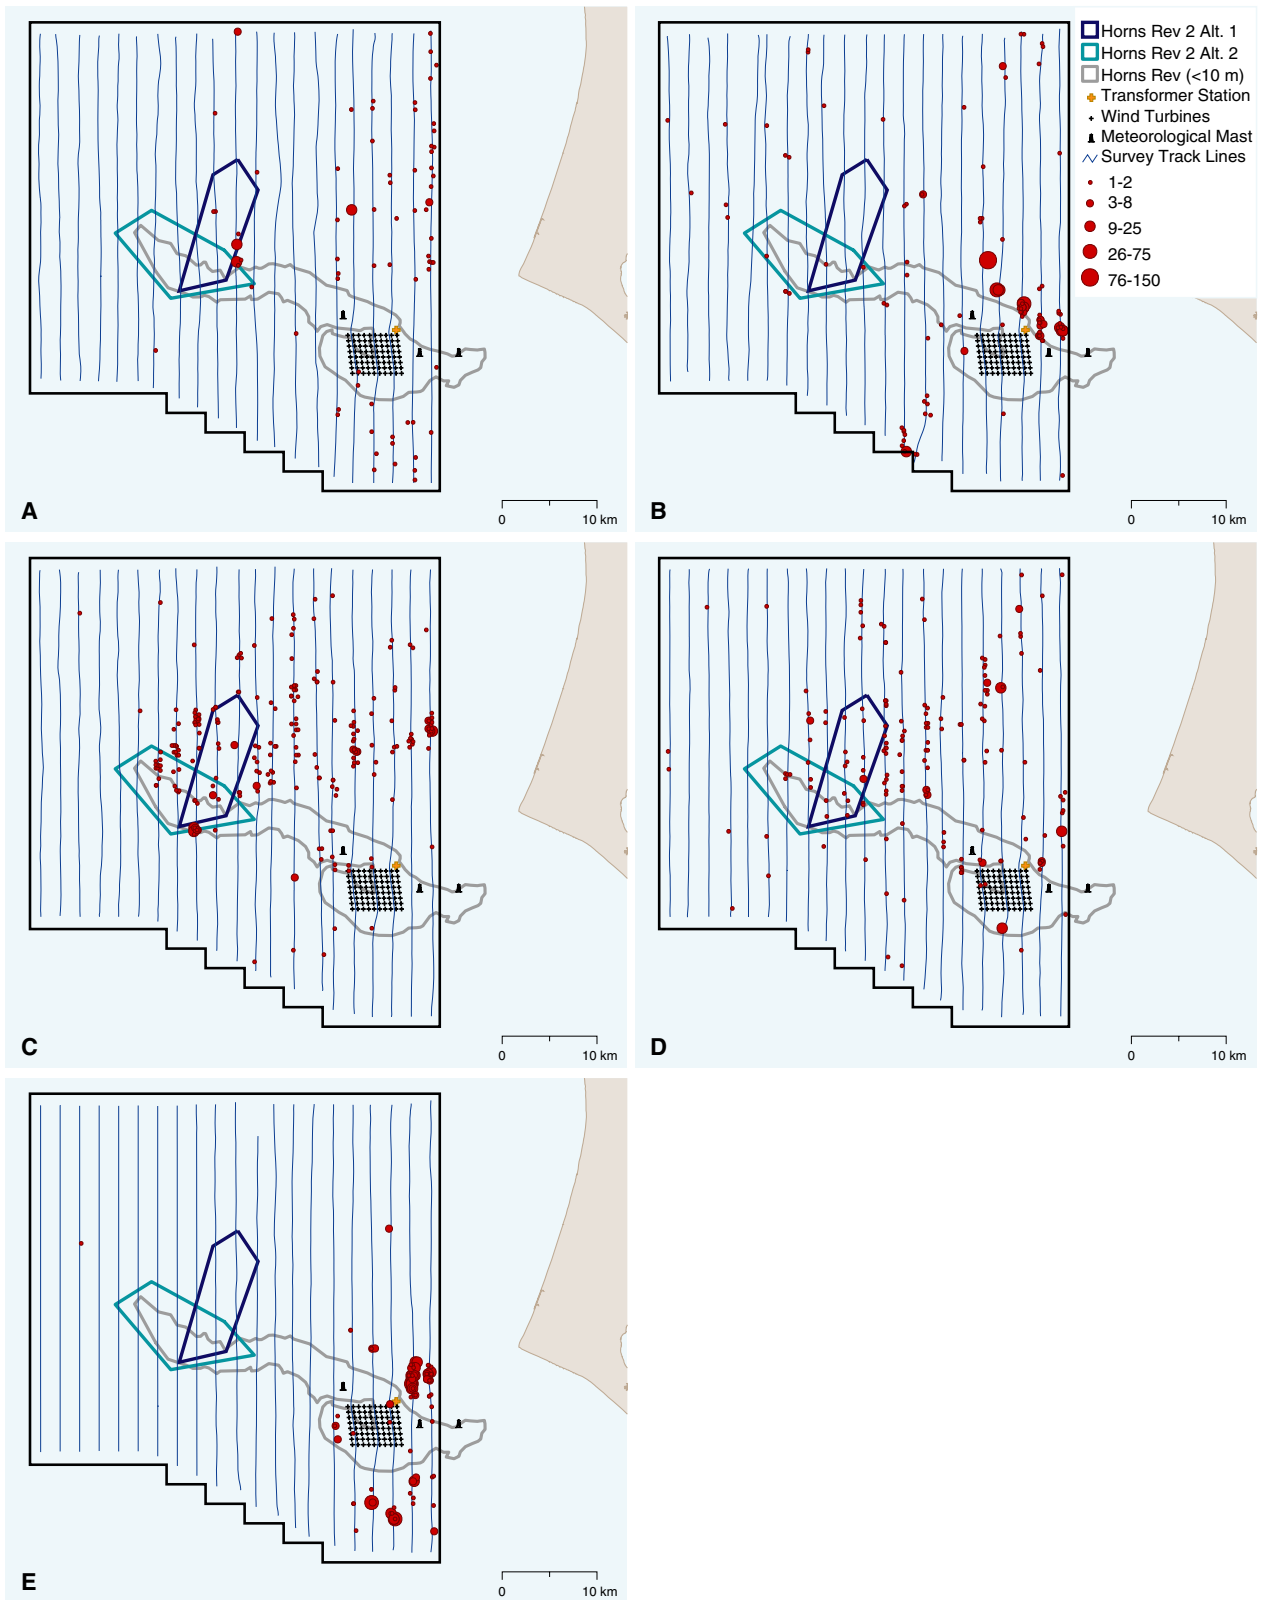 Horns Rev 2 Alt. 1
Horns Rev 2 Alt. 2
Horns Rev (<10 m)
Transformer Station
Wind Turbines
Meteorological Mast
Survey Track Lines
1-2
3-8
9-25
26-75
76-150
A
0 10 km
B
0 10 km
C
0 10 km
D
0 10 km
E
0 10 km